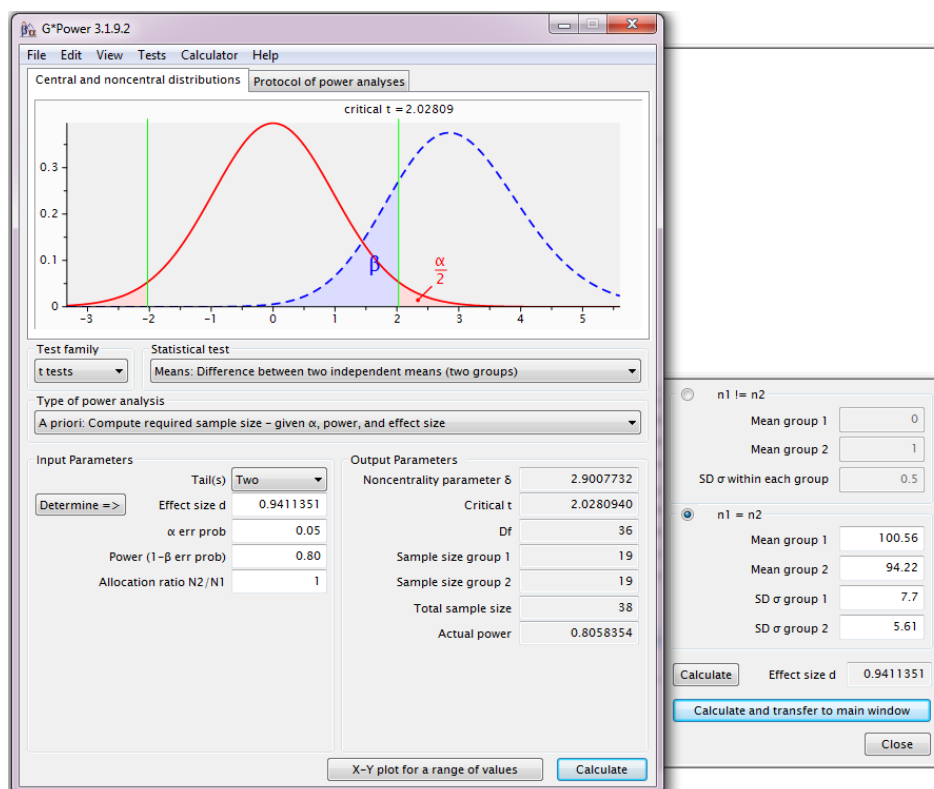 G*Power 3.1.9.2
File Edit View Tests Calculator Help
Central and noncentral distributions Protocol of power analyses
critical t = 2.02809
0.3
0.2
0.1
0
β
α
2
-3 -2 -1 0 1 2 3 4 5
Test family Statistical test
t tests Means: Difference between two independent means (two groups)
Type of power analysis
A priori: Compute required sample size - given α, power, and effect size
Input Parameters
Tail(s) Two
Determine => Effect size d 0.9411351
α err prob 0.05
Power (1-β err prob) 0.80
Allocation ratio N2/N1 1
Output Parameters
Noncentrality parameter δ 2.9007732
Critical t 2.0280940
Df 36
Sample size group 1 19
Sample size group 2 19
Total sample size 38
Actual power 0.8058354
X-Y plot for a range of values Calculate
n1 != n2
Mean group 1 0
Mean group 2 1
SD σ within each group 0.5
n1 = n2
Mean group 1 100.56
Mean group 2 94.22
SD σ group 1 7.7
SD σ group 2 5.61
Calculate Effect size d 0.9411351
Calculate and transfer to main window
Close